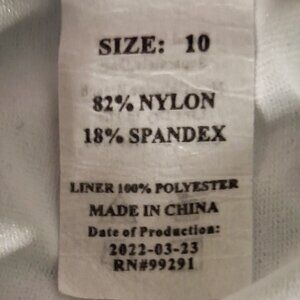 SIZE: 10
82% NYLON
18% SPANDEX
LINER 100% POLYESTER
MADE IN CHINA
Date of Production:
2022-03-23
RN#99291